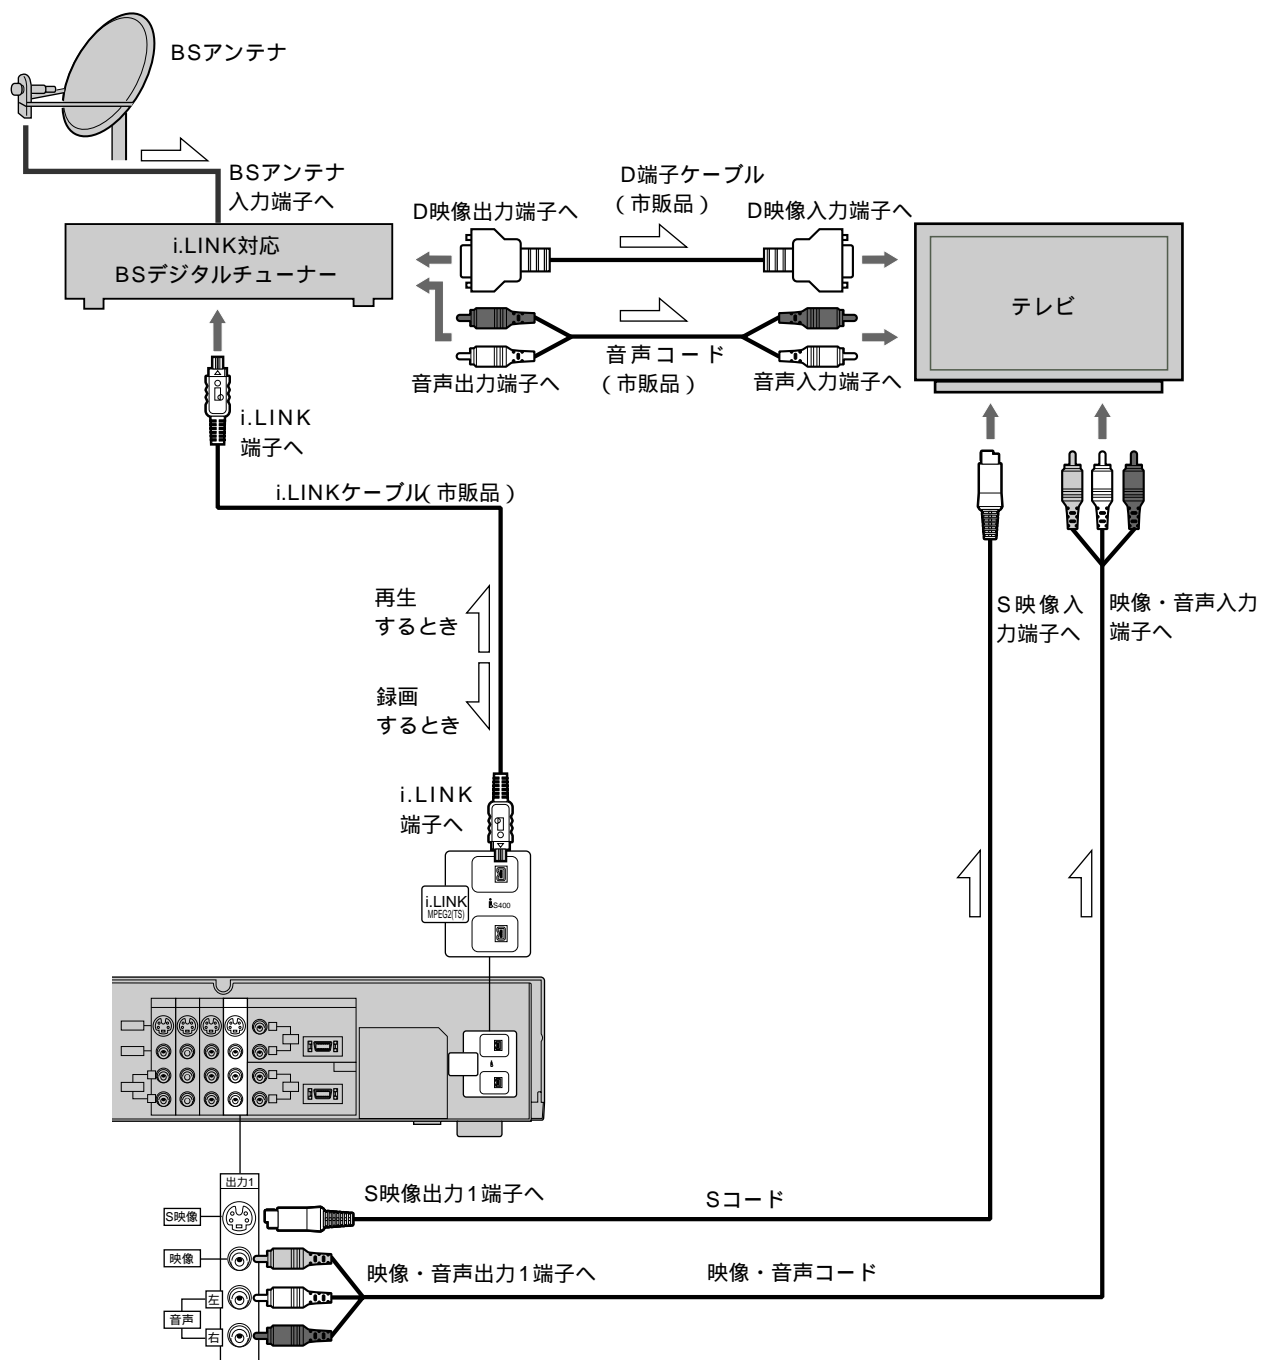 BSアンテナ
BSアンテナ
入力端子へ
i.LINK対応
BSデジタルチューナー
D端子ケーブル
(市販品)
D映像出力端子へ
D映像入力端子へ
テレビ
音声コード
(市販品)
音声出力端子へ
音声入力端子へ
i.LINK
端子へ
i.LINKケーブル(市販品)
再生
するとき
録画
するとき
S映像入
力端子へ
映像・音声入力
端子へ
i.LINK
端子へ
i.LINK
MPEG2(TS)
S400
出力1
S映像
映像
音声
左
右
S映像出力1端子へ
Sコード
映像・音声出力1端子へ
映像・音声コード